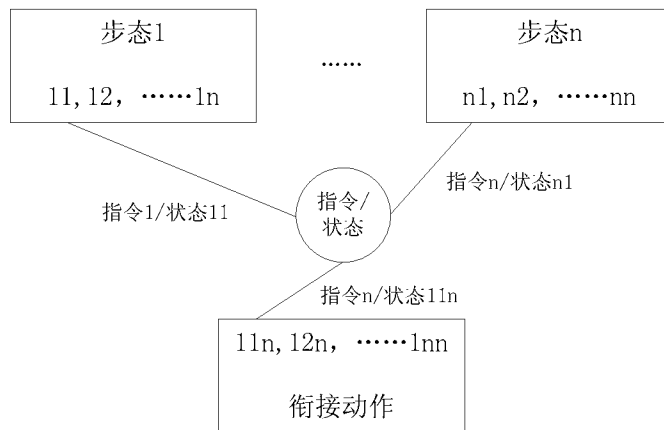 步态1
11,12，……1n
……
步态n
n1,n2，……nn
指令1/状态11
指令/
状态
指令n/状态n1
指令n/状态11n
11n,12n，……1nn
衔接动作